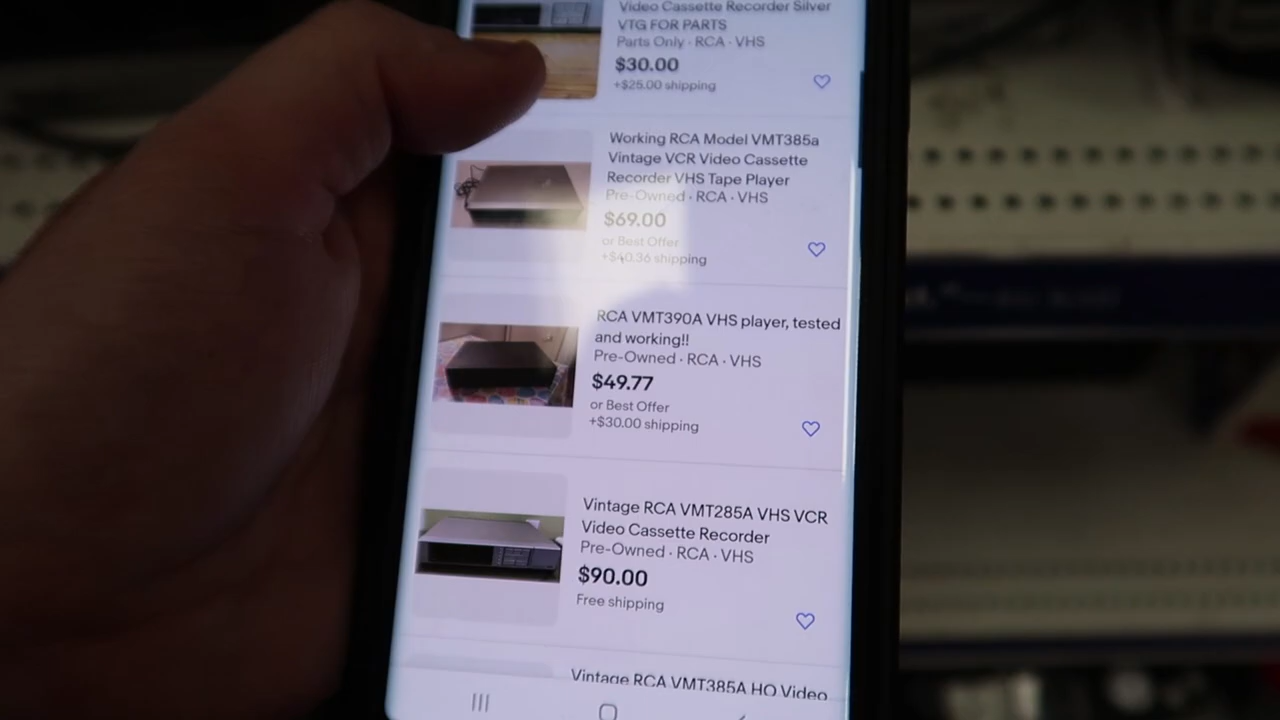 Video Cassette Recorder Silver
VTG FOR PARTS
Parts Only · RCA · VHS
$30.00
+$25.00 shipping
Working RCA Model VMT385a
Vintage VCR Video Cassette
Recorder VHS Tape Player
Pre-Owned · RCA · VHS
$69.00
or Best Offer
+$40.36 shipping
RCA VMT390A VHS player, tested
and working!!
Pre-Owned · RCA · VHS
$49.77
or Best Offer
+$30.00 shipping
Vintage RCA VMT285A VHS VCR
Video Cassette Recorder
Pre-Owned · RCA · VHS
$90.00
Free shipping
Vintage RCA VMT385A HQ Video